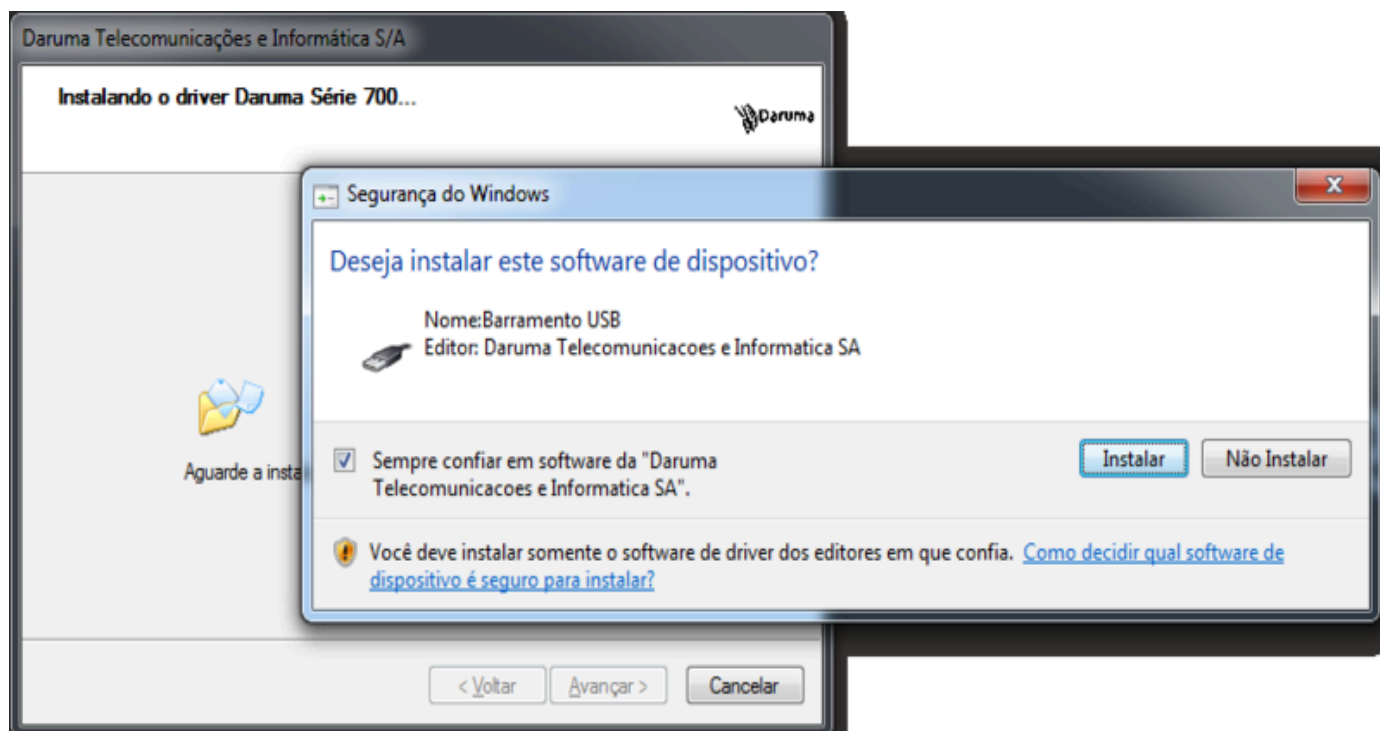 Daruma Telecomunicações e Informática S/A
Instalando o driver Daruma Série 700...
Daruma
Segurança do Windows
Deseja instalar este software de dispositivo?
Nome:Barramento USB
Editor: Daruma Telecomunicacoes e Informatica SA
Aguarde a insta
Sempre confiar em software da "Daruma
Telecomunicacoes e Informatica SA".
Instalar
Não Instalar
Você deve instalar somente o software de driver dos editores em que confia. Como decidir qual software de
dispositivo é seguro para instalar?
< Voltar
Avançar >
Cancelar